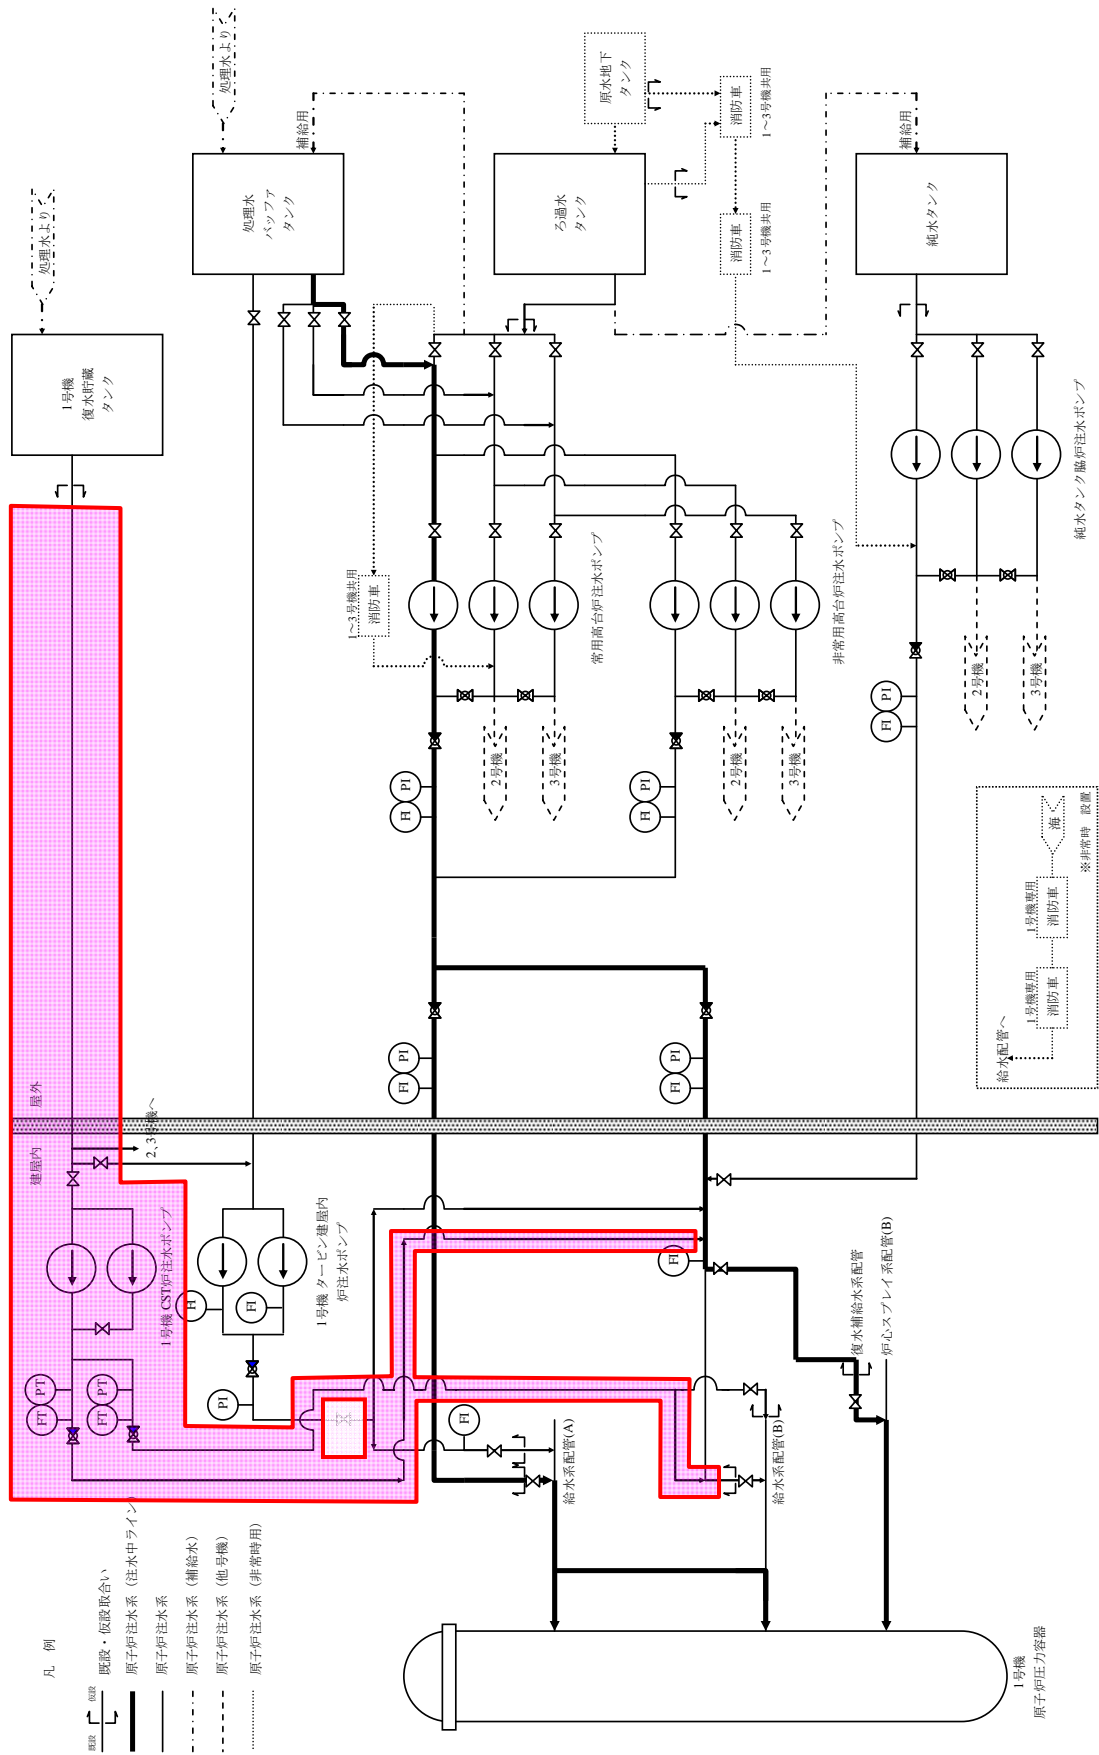 処理水より
処理水より
1号機
復水貯蔵
タンク
処理水
バッファ
タンク
補給用
ろ過水
タンク
原水地下
タンク
消防車
1～3号機共用
消防車
1～3号機共用
純水タンク
補給用
1～3号機共用
消防車
常用高台炉注水ポンプ
非常用高台炉注水ポンプ
純水タンク脇炉注水ポンプ
2号機
3号機
2号機
3号機
2号機
3号機
PI
FI
PI
FI
PI
FI
PI
FI
PI
FI
海
1号機専用
消防車
1号機専用
消防車
給水配管へ
※非常時 設置
屋外
建屋内
2、3号機へ
1号機 CST炉注水ポンプ
1号機 タービン建屋内
炉注水ポンプ
FI
FI
PI
PT
FT
PT
FT
FI
FI
給水系配管(A)
給水系配管(B)
復水補給水系配管
炉心スプレイ系配管(B)
1号機
原子炉圧力容器
凡 例
既設
仮設
既設・仮設取合い
原子炉注水系（注水中ライン）
原子炉注水系
原子炉注水系（補給水）
原子炉注水系（他号機）
原子炉注水系（非常時用）